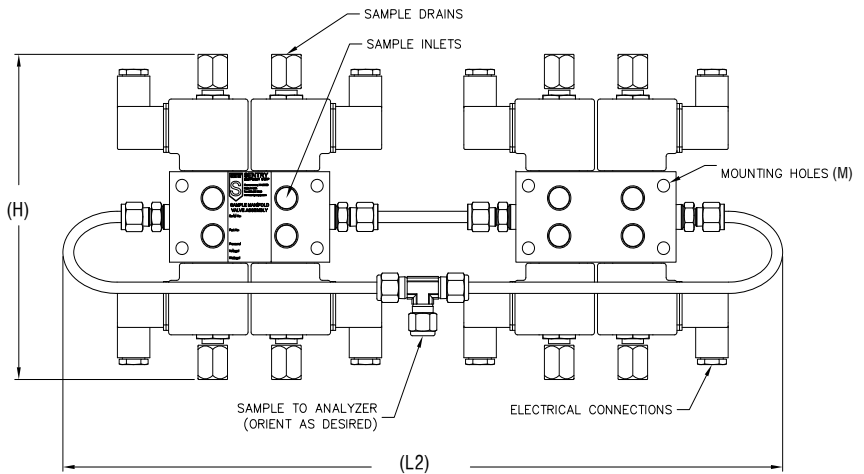 SAMPLE DRAINS
SAMPLE INLETS
SENTRY
SAMPLE MANIFOLD
VALVE ASSEMBLY
MOUNTING HOLES (M)
(H)
SAMPLE TO ANALYZER
(ORIENT AS DESIRED)
ELECTRICAL CONNECTIONS
(L2)